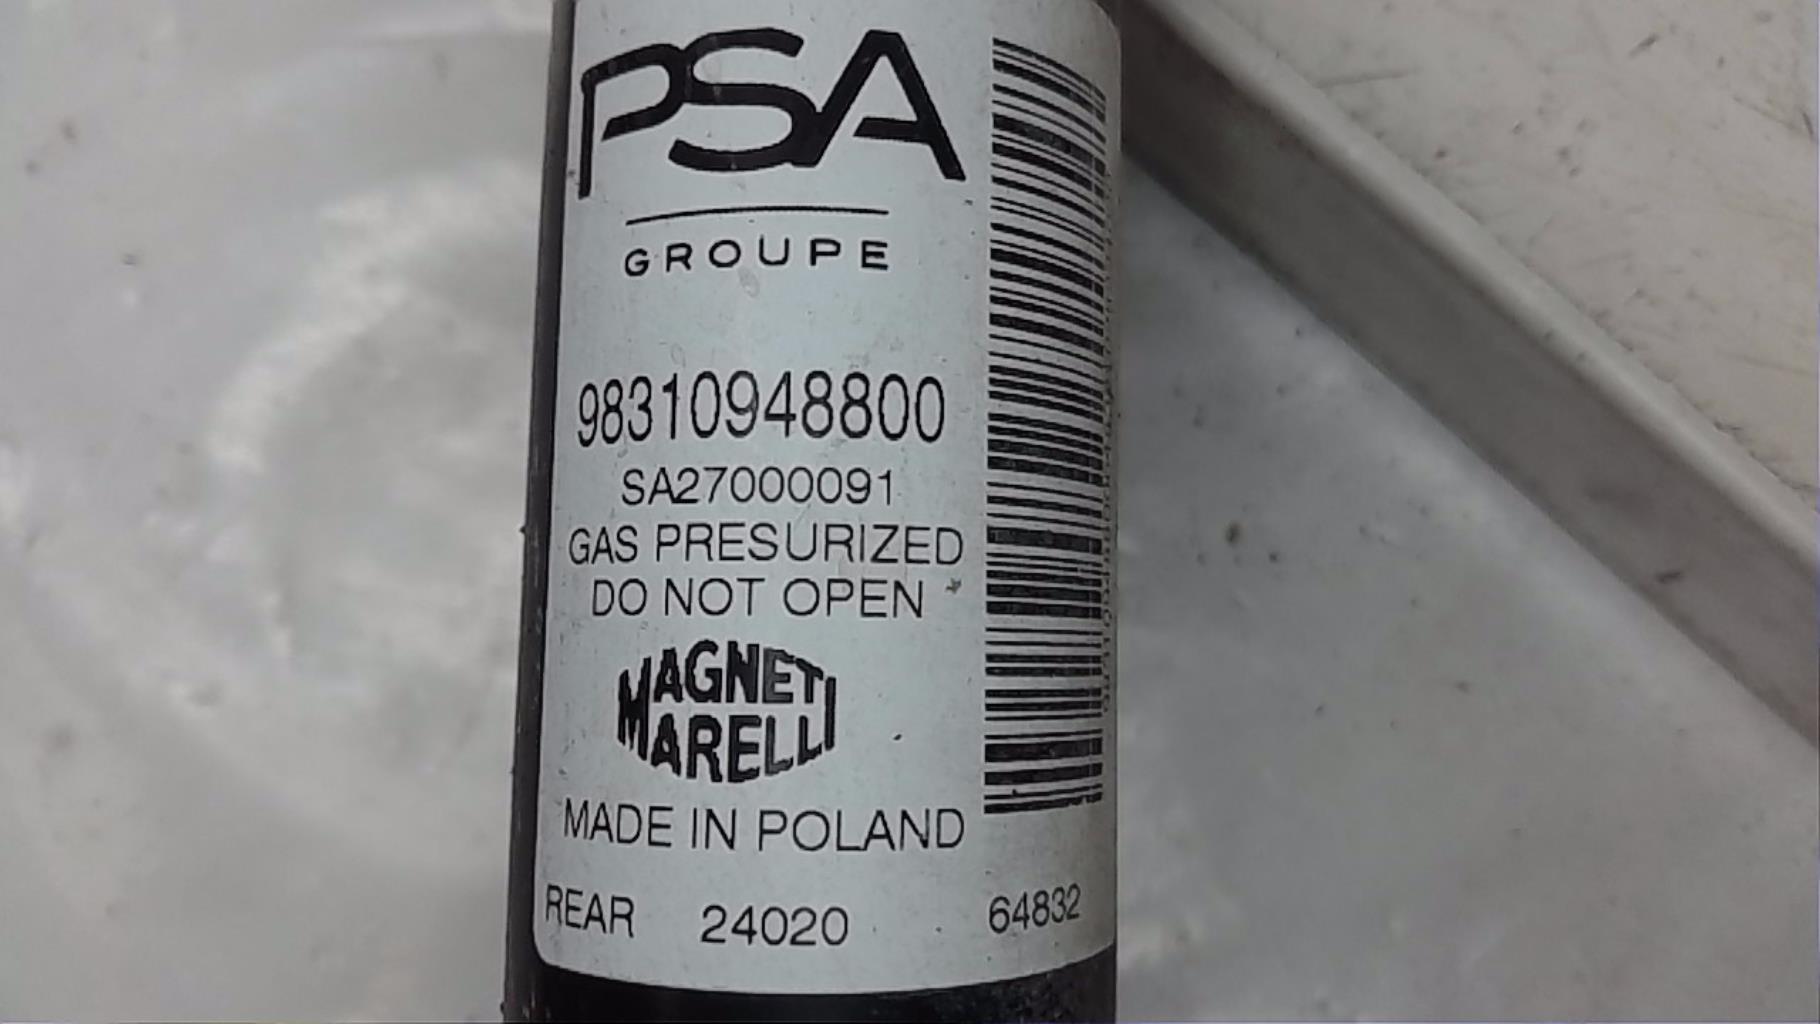 PSA
GROUPE
98310948800
SA27000091
GAS PRESURIZED
DO NOT OPEN
MAGNETI
MARELLI
MADE IN POLAND
REAR 24020 64832